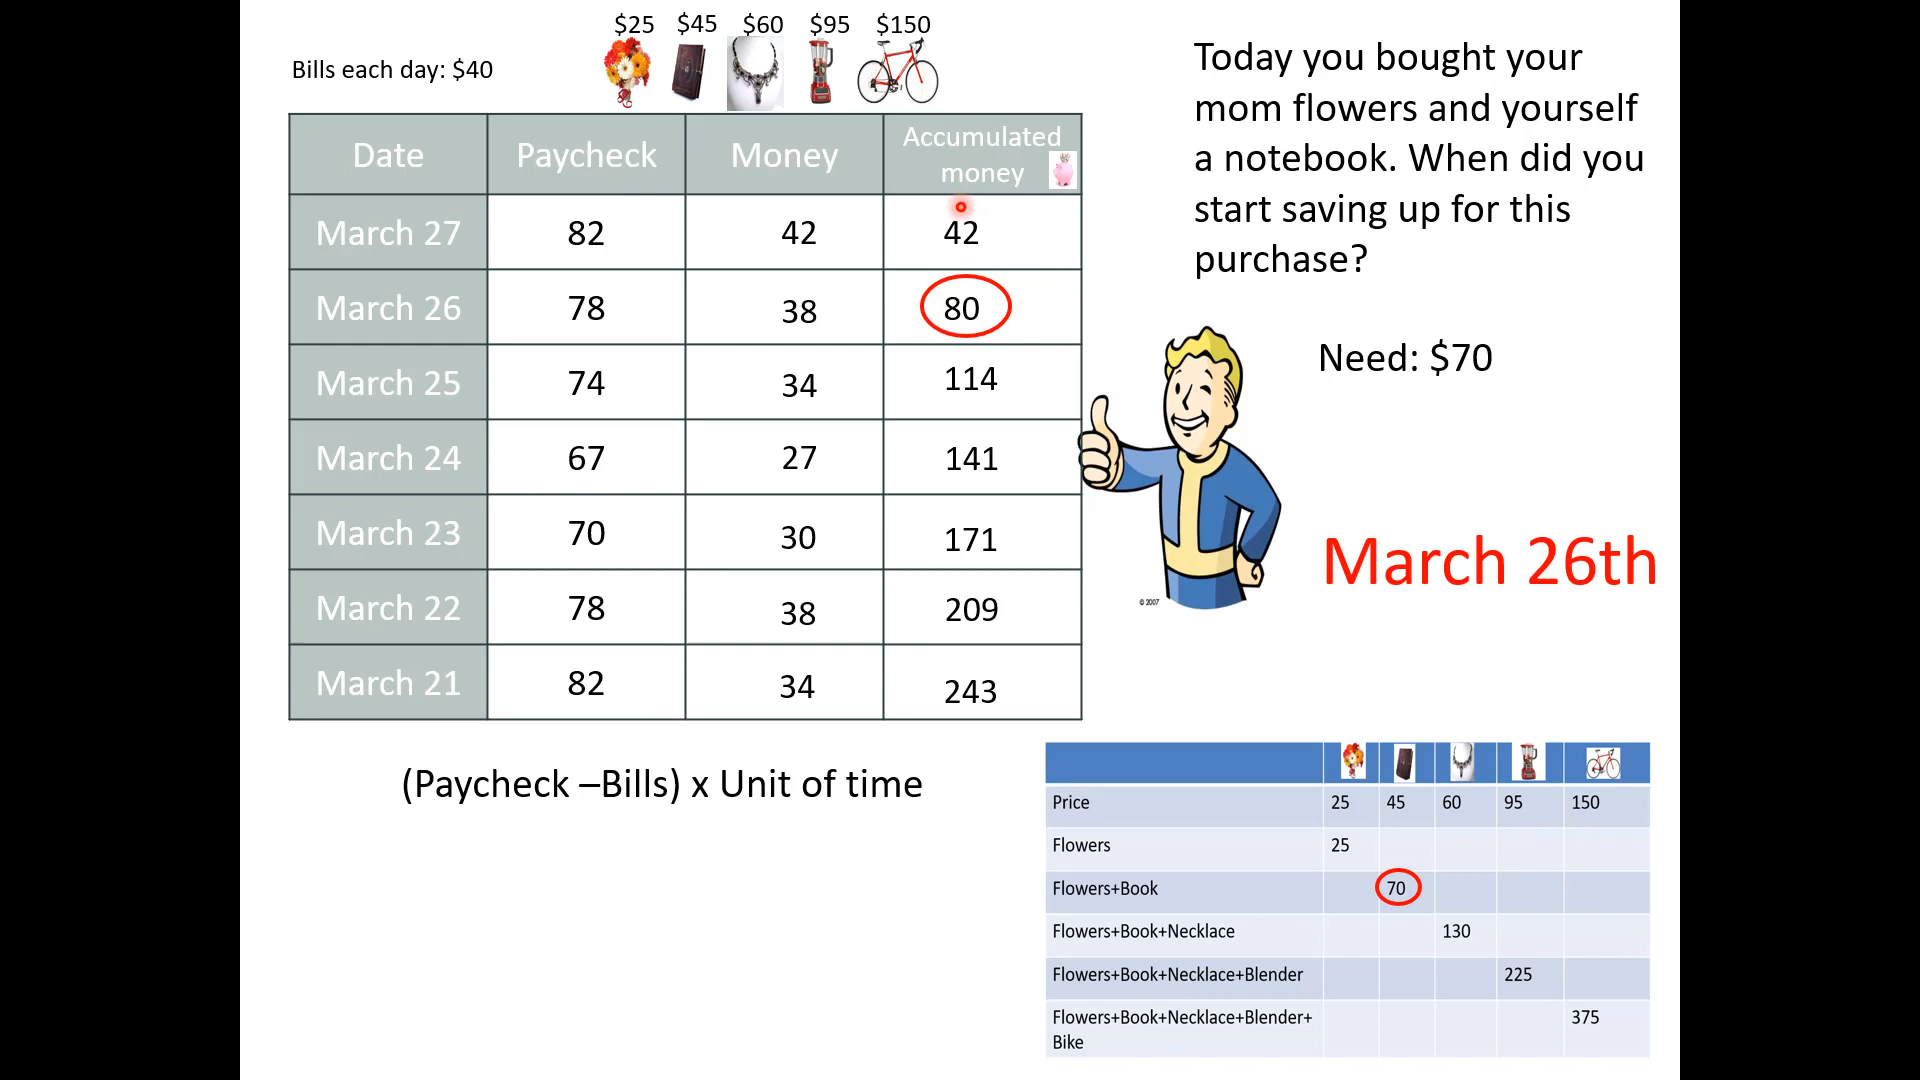 $25 $45 $60 $95 $150
Bills each day: $40
Today you bought your
mom flowers and yourself
a notebook. When did you
start saving up for this
purchase?
Date Paycheck Money Accumulated money
March 27 82 42 42
March 26 78 38 80
March 25 74 34 114
March 24 67 27 141
March 23 70 30 171
March 22 78 38 209
March 21 82 34 243
Need: $70
March 26th
© 2007
(Paycheck –Bills) x Unit of time
Price 25 45 60 95 150
Flowers 25
Flowers+Book 70
Flowers+Book+Necklace 130
Flowers+Book+Necklace+Blender 225
Flowers+Book+Necklace+Blender+ 375
Bike